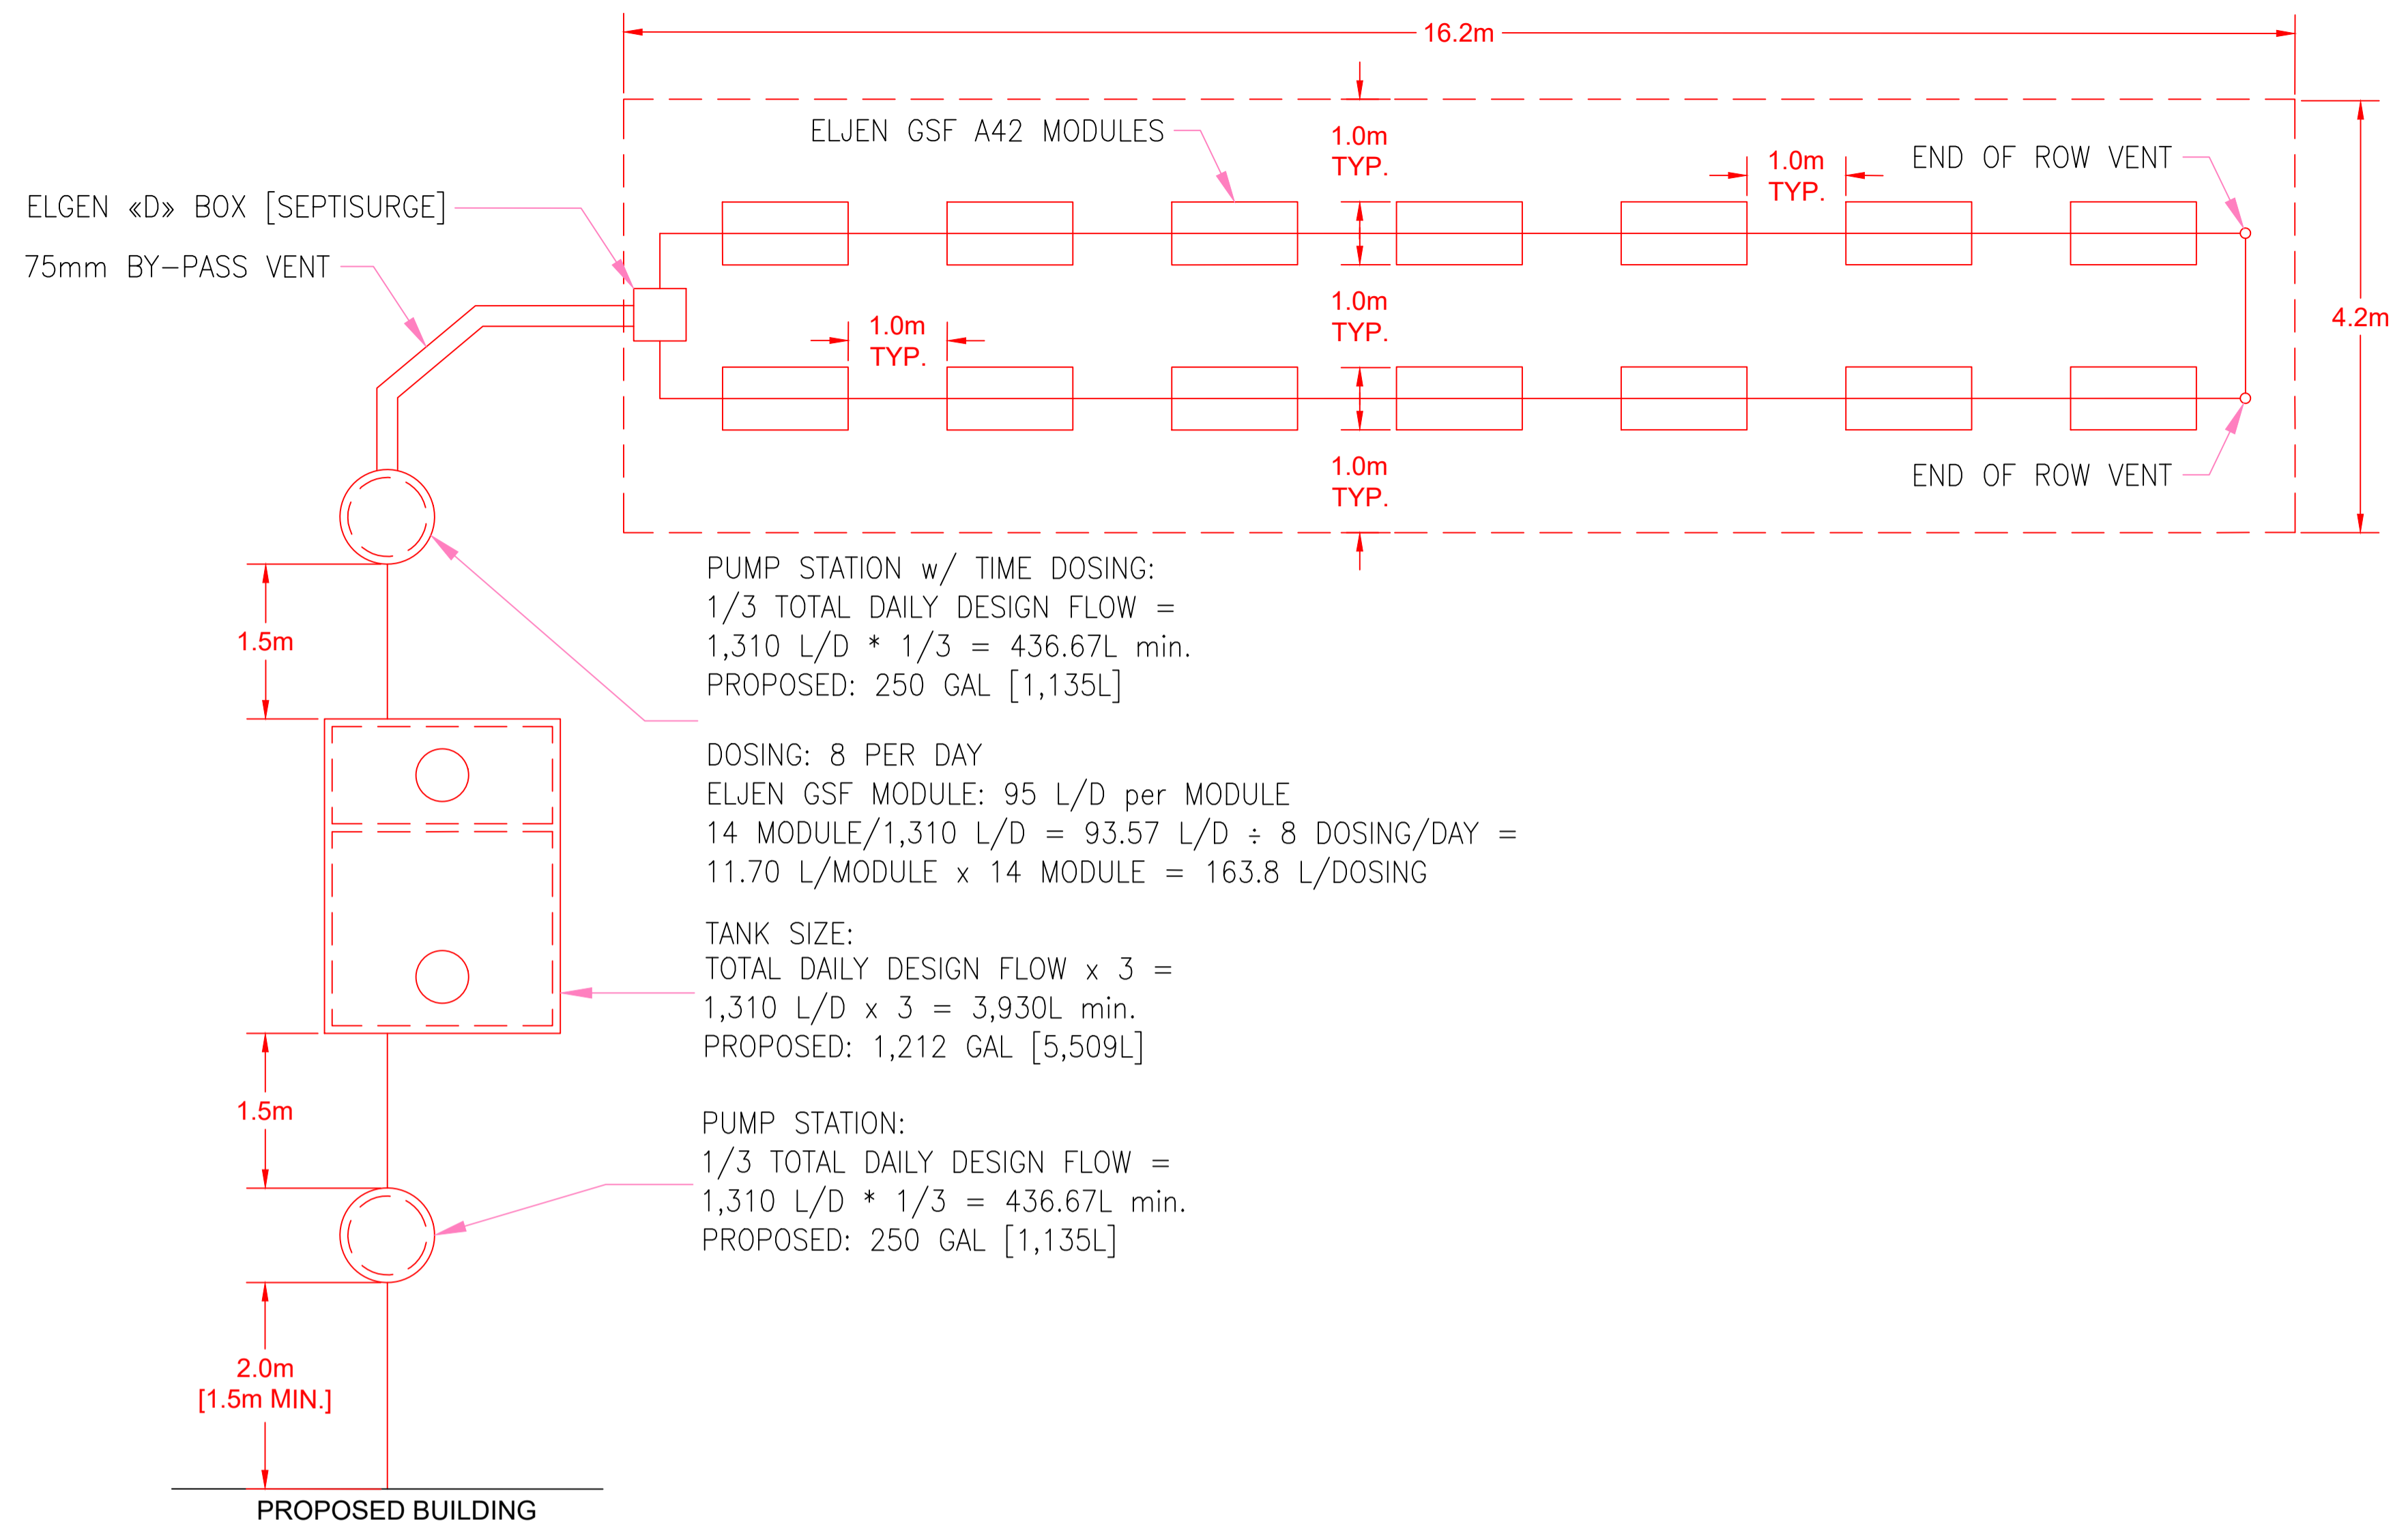 16.2m
ELJEN GSF A42 MODULES
1.0m
TYP.
1.0m
TYP.
END OF ROW VENT
ELGEN «D» BOX [SEPTISURGE]
75mm BY-PASS VENT
1.0m
TYP.
1.0m
TYP.
4.2m
1.0m
TYP.
END OF ROW VENT
PUMP STATION w/ TIME DOSING:
1/3 TOTAL DAILY DESIGN FLOW =
1,310 L/D * 1/3 = 436.67L min.
PROPOSED: 250 GAL [1,135L]
1.5m
DOSING: 8 PER DAY
ELJEN GSF MODULE: 95 L/D per MODULE
14 MODULE/1,310 L/D = 93.57 L/D ÷ 8 DOSING/DAY =
11.70 L/MODULE x 14 MODULE = 163.8 L/DOSING
TANK SIZE:
TOTAL DAILY DESIGN FLOW x 3 =
1,310 L/D x 3 = 3,930L min.
PROPOSED: 1,212 GAL [5,509L]
1.5m
PUMP STATION:
1/3 TOTAL DAILY DESIGN FLOW =
1,310 L/D * 1/3 = 436.67L min.
PROPOSED: 250 GAL [1,135L]
2.0m
[1.5m MIN.]
PROPOSED BUILDING